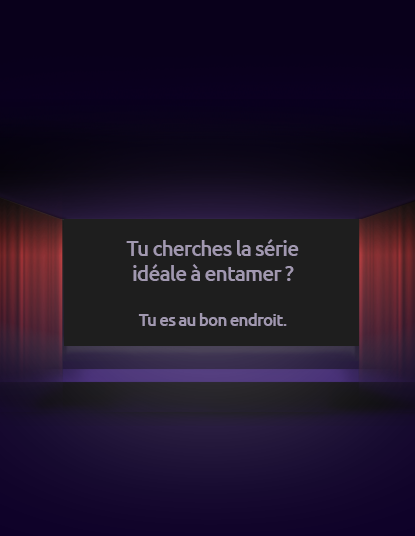 Tu cherches la série
idéale à entamer ?
Tu es au bon endroit.